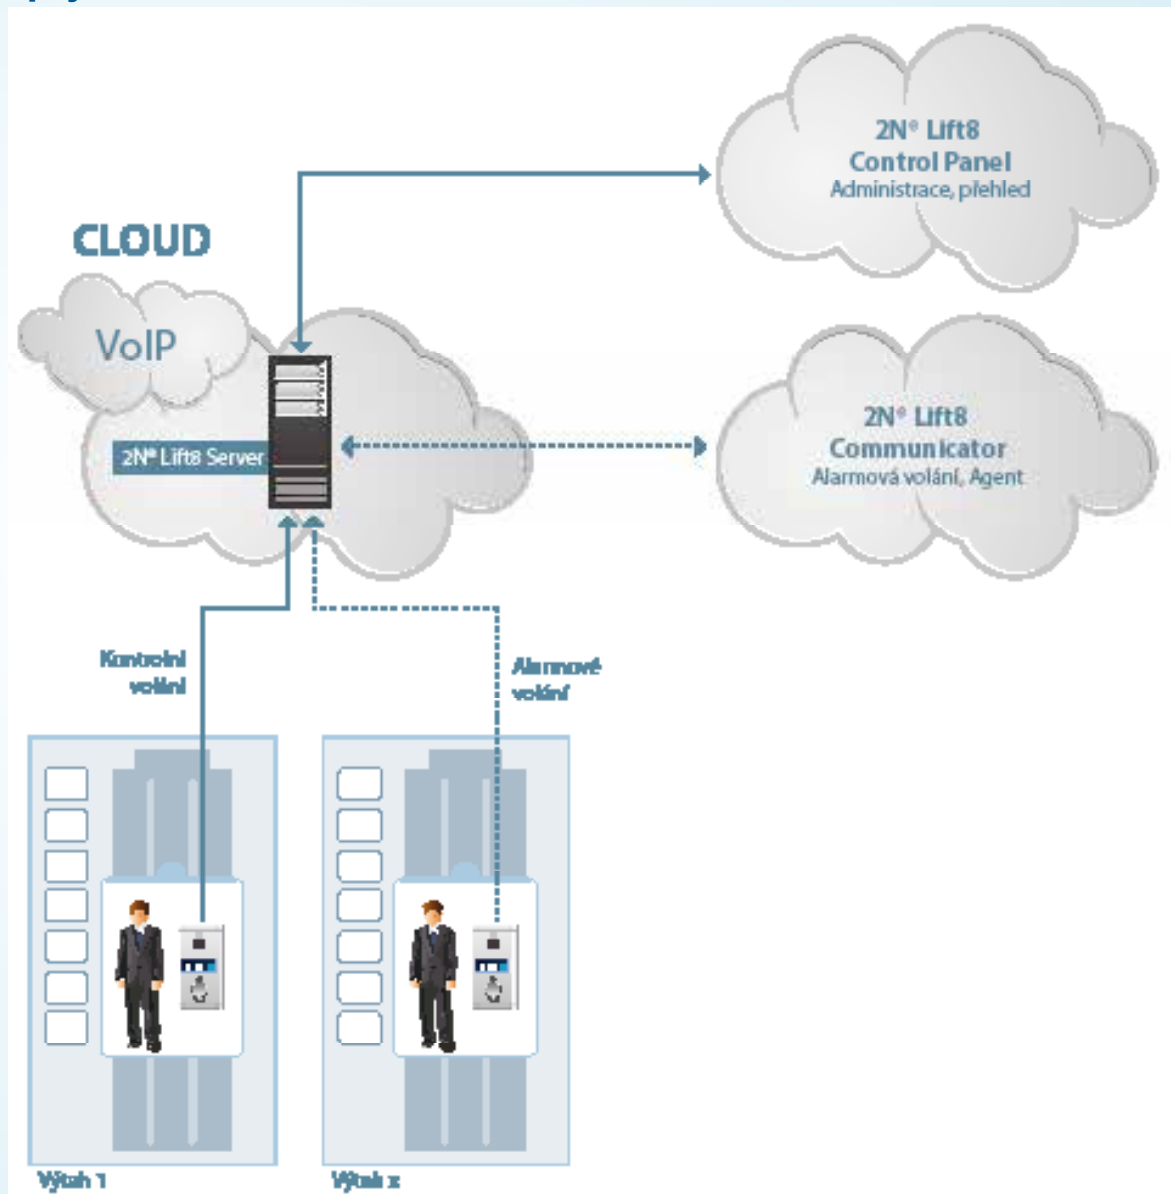 2N® Lift8
Control Panel
Administrace, přehled
CLOUD
VoIP
2N® Lift8 Server
2N® Lift8
Communicator
Alarmová volání, Agent
Kontrolní
volání
Alarmové
volání
Výtah 1
Výtah 2